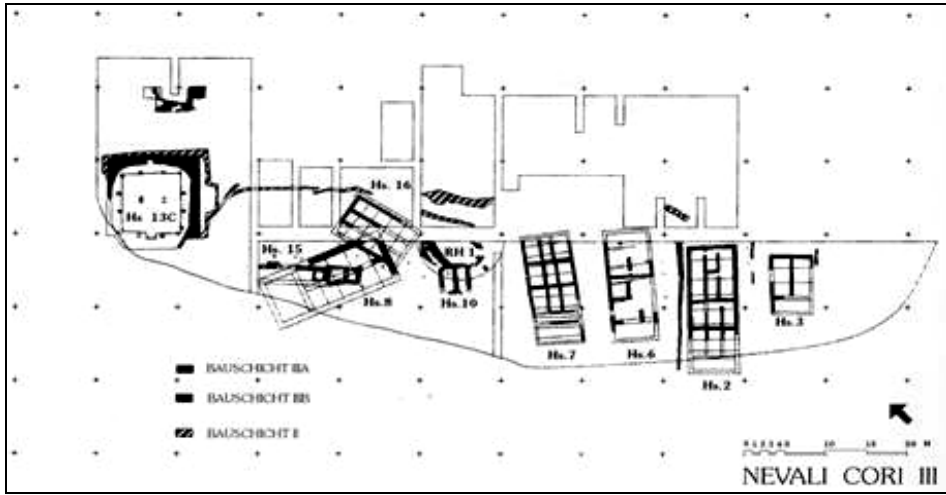 Hs. 16
Hs 13C
Hs. 15
RH 1
Hs.8
Hs.10
Hs.7
Hs.6
Hs.3
Hs.2
BAUSCHICHT IIIA
BAUSCHICHT IIIB
BAUSCHICHT II
10
20 M
NEVALI CORI III